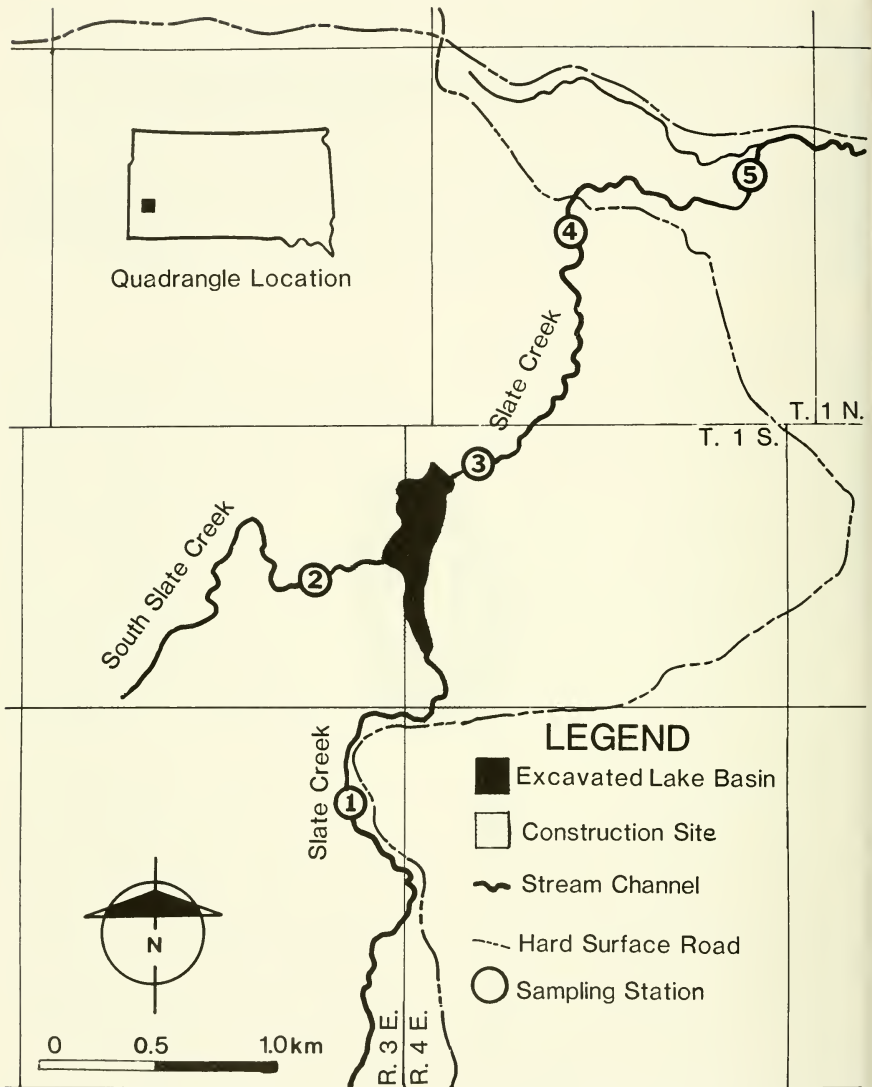 Quadrangle Location
5
4
Slate Creek
T. 1 N.
T. 1 S.
3
South Slate Creek
2
Slate Creek
1
LEGEND
Excavated Lake Basin
Construction Site
Stream Channel
Hard Surface Road
Sampling Station
N
0 0.5 1.0km
R. 3 E.
R. 4 E.